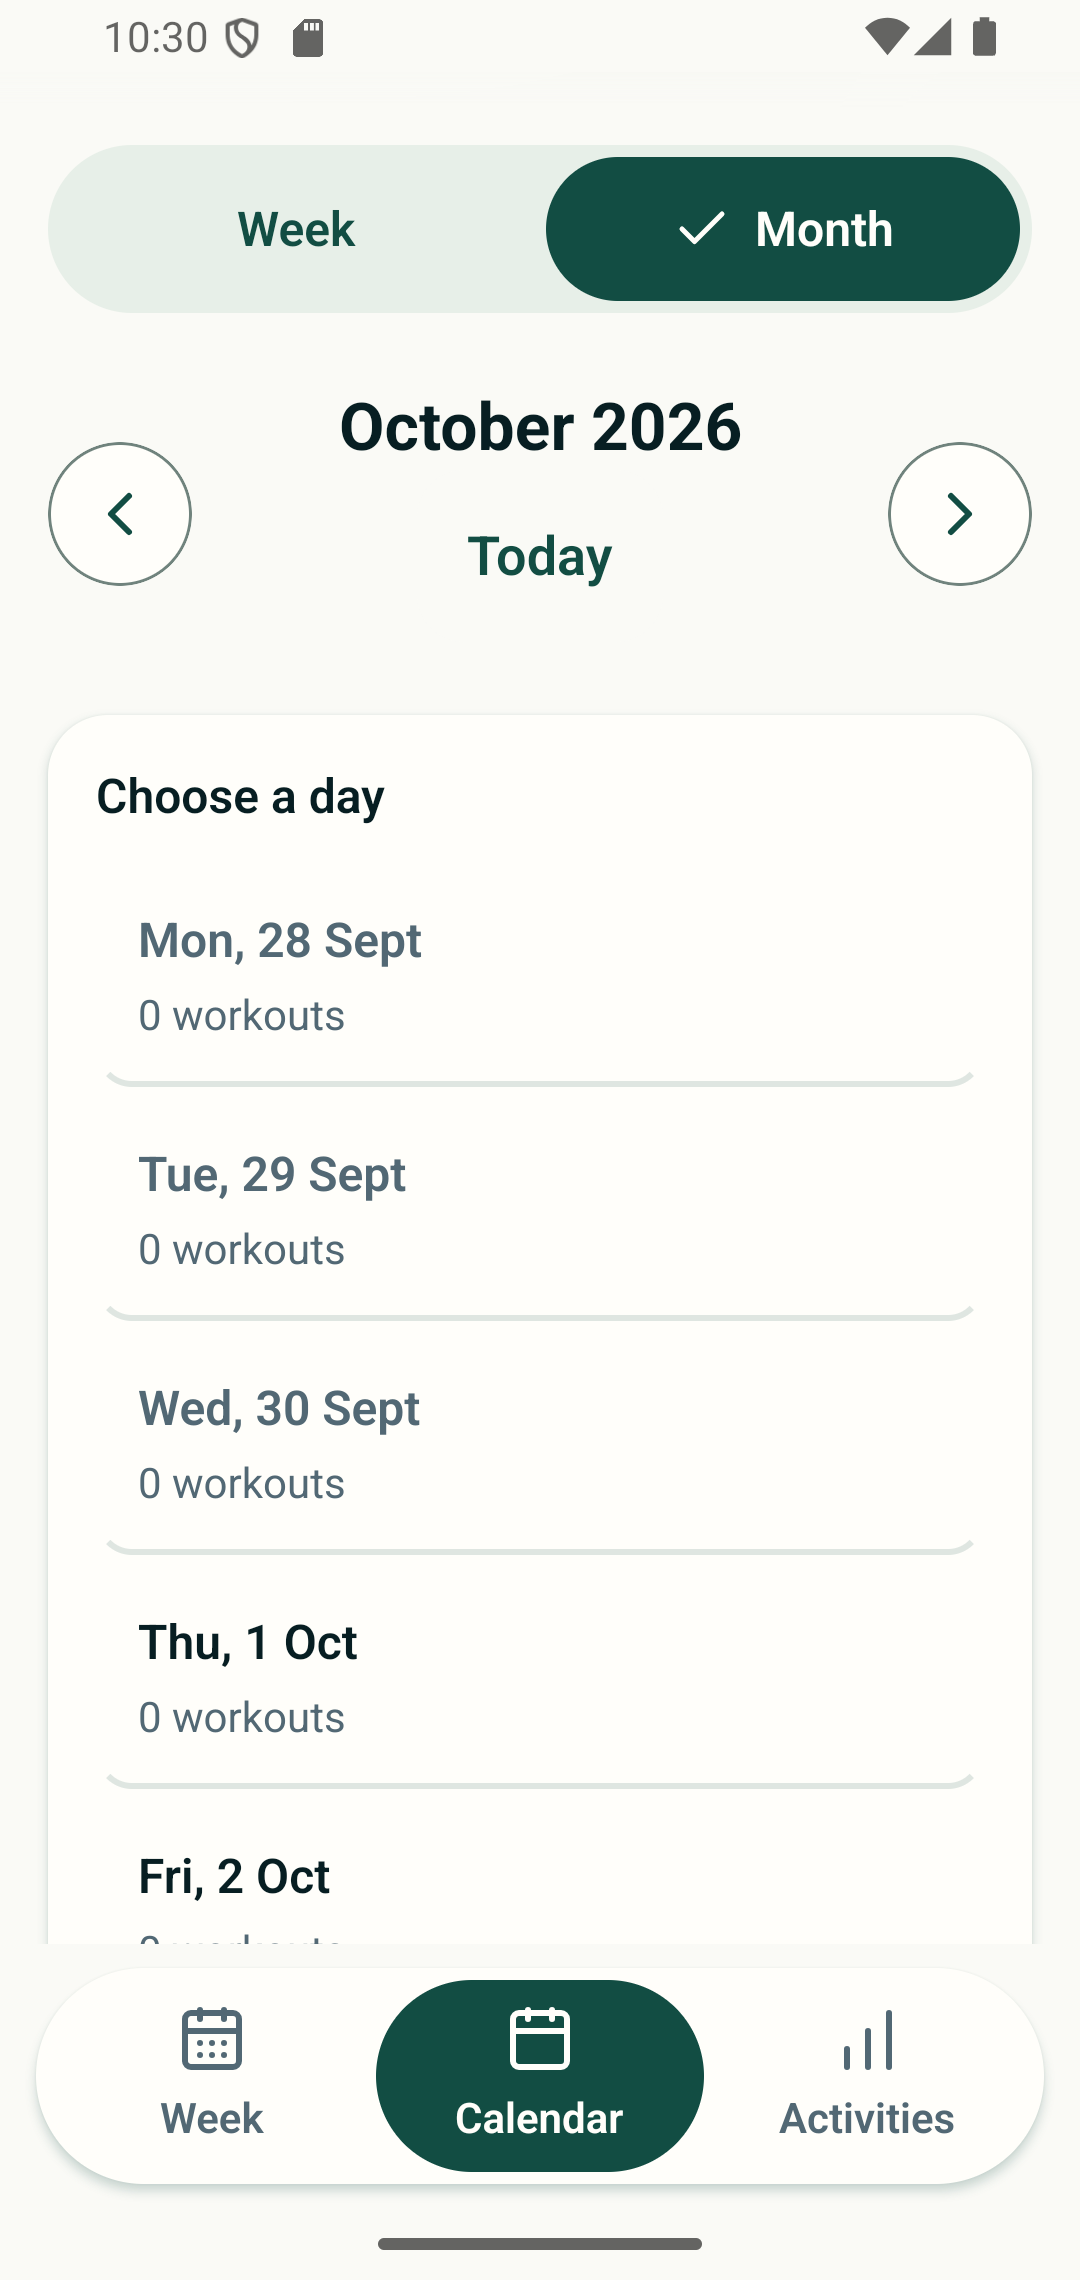 10:30
Week
Month
October 2026
Today
Choose a day
Mon, 28 Sept
0 workouts
Tue, 29 Sept
0 workouts
Wed, 30 Sept
0 workouts
Thu, 1 Oct
0 workouts
Fri, 2 Oct
Week
Calendar
Activities